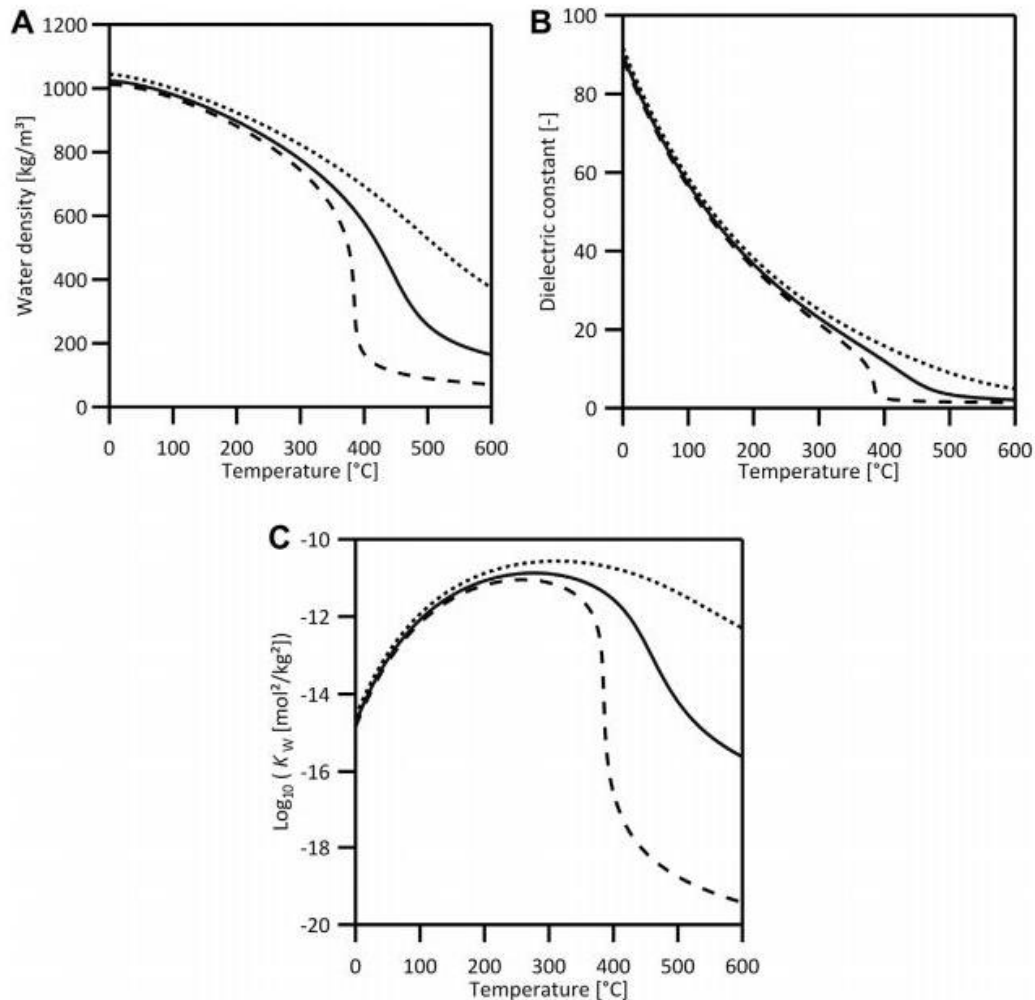 A
Water density [kg/m³]
1200
1000
800
600
400
200
0
0 100 200 300 400 500 600
Temperature [°C]
B
Dielectric constant [-]
100
80
60
40
20
0
0 100 200 300 400 500 600
Temperature [°C]
C
Log₁₀ ( K_W [mol²/kg²])
-10
-12
-14
-16
-18
-20
0 100 200 300 400 500 600
Temperature [°C]